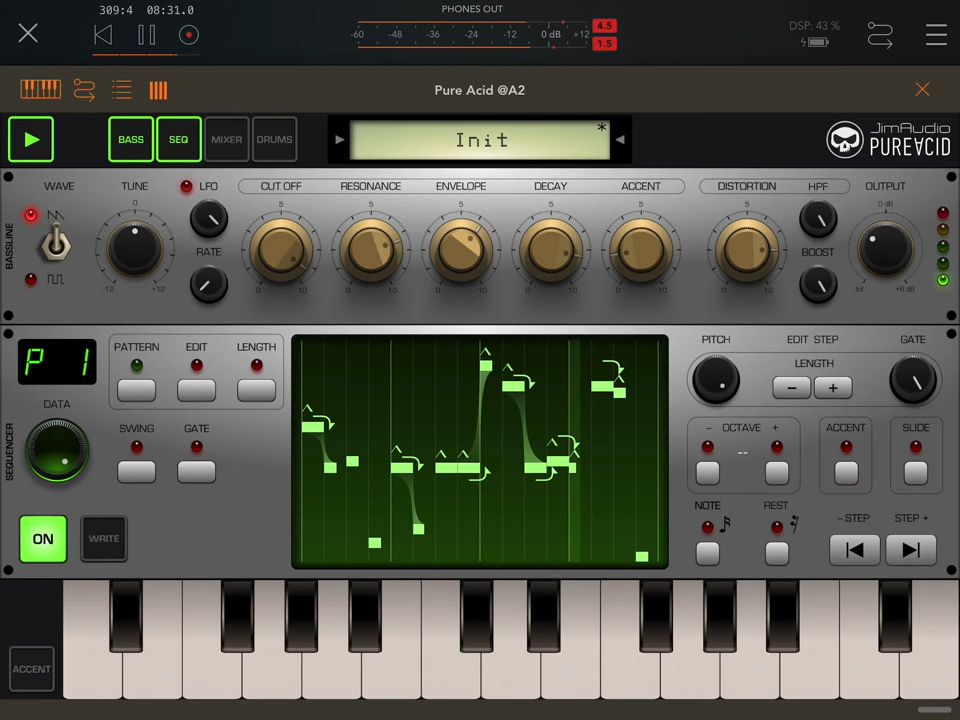 309:4 08:31.0
PHONES OUT
-60 -48 -36 -24 -12 0 dB +12
4.5
1.5
DSP: 43 %
Pure Acid @A2
BASS SEQ MIXER DRUMS
Init *
JimAudio
PUREACID
WAVE TUNE LFO CUT OFF RESONANCE ENVELOPE DECAY ACCENT DISTORTION HPF OUTPUT
0 5 5 5 5 5 5 0 dB
BASSLINE
RATE BOOST
-12 +12 0 10 0 10 0 10 0 10 0 10 0 10 -Inf +6 dB
P 1
PATTERN EDIT LENGTH
DATA
SWING GATE
SEQUENCER
ON WRITE
PITCH EDIT STEP GATE
LENGTH
− +
− OCTAVE + ACCENT SLIDE
--
NOTE REST
- STEP STEP +
ACCENT